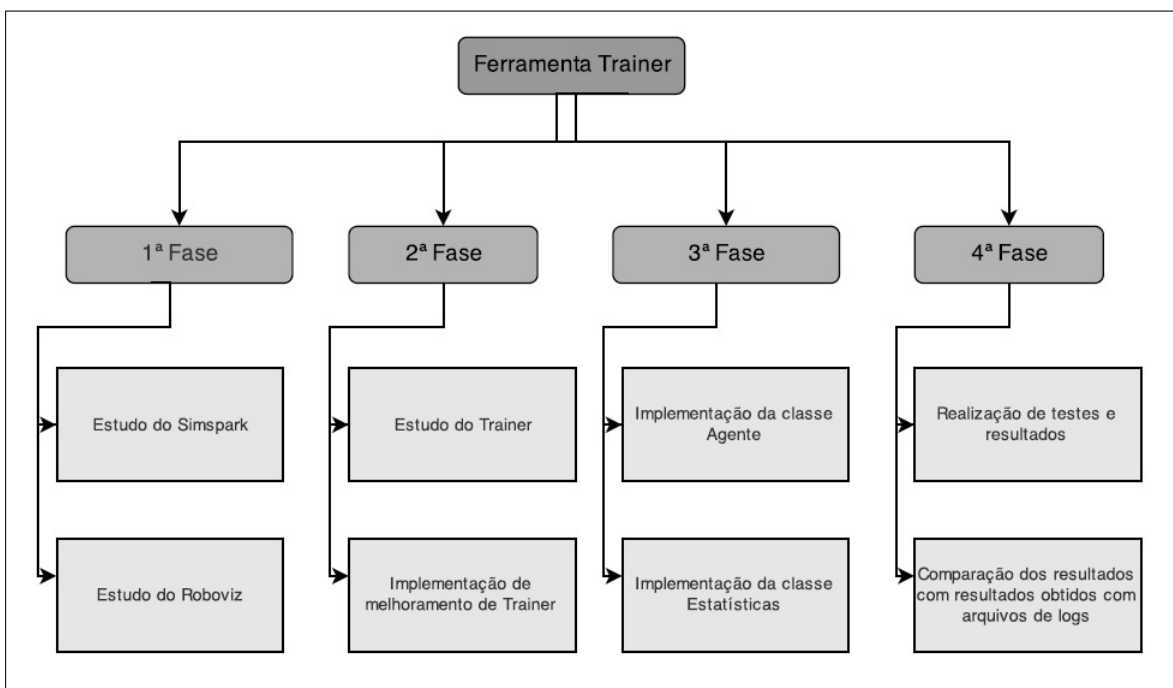 Ferramenta Trainer
1ª Fase
2ª Fase
3ª Fase
4ª Fase
Estudo do Simspark
Estudo do Trainer
Implementação da classe
Agente
Realização de testes e
resultados
Estudo do Roboviz
Implementação de
melhoramento de Trainer
Implementação da classe
Estatísticas
Comparação dos resultados
com resultados obtidos com
arquivos de logs